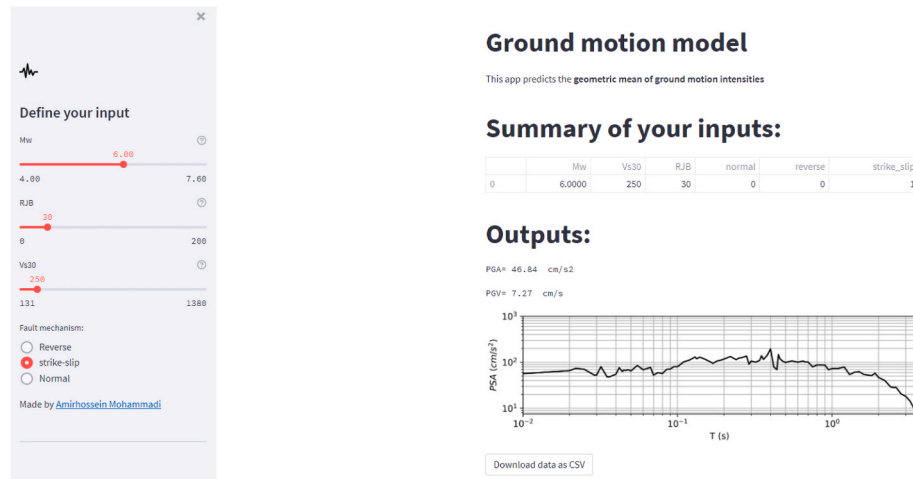 ×
Define your input
Mw
6.00
4.00 7.60
RJB
30
0 200
Vs30
250
131 1380
Fault mechanism:
Reverse
strike-slip
Normal
Made by Amirhossein Mohammadi
Ground motion model
This app predicts the geometric mean of ground motion intensities
Summary of your inputs:
Mw Vs30 RJB normal reverse strike_slip
0 6.0000 250 30 0 0 1
Outputs:
PGA= 46.84 cm/s2
PGV= 7.27 cm/s
10³
10²
10¹
PSA (cm/s²)
10⁻² 10⁻¹ 10⁰
T (s)
Download data as CSV